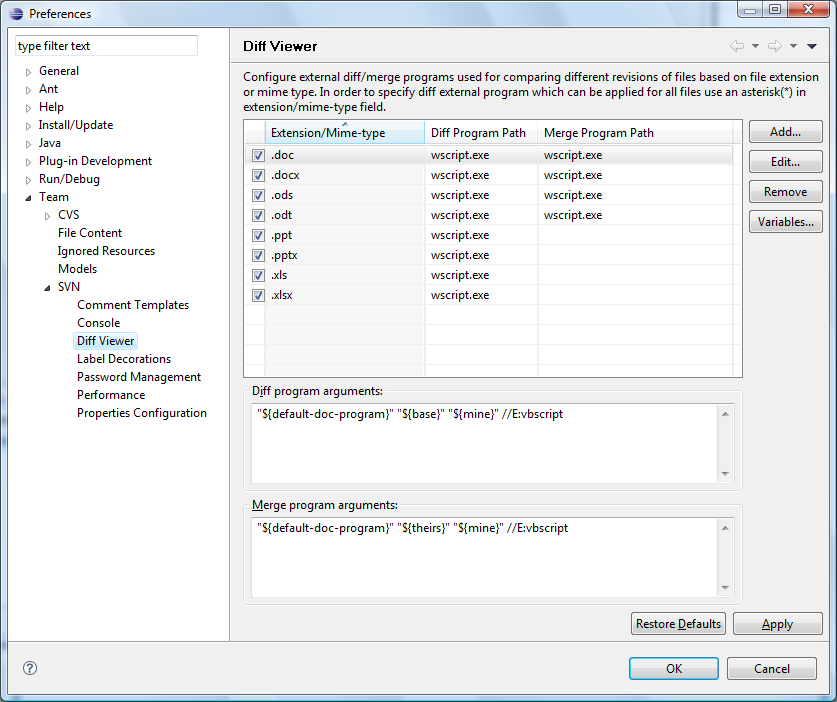 Preferences
type filter text
General
Ant
Help
Install/Update
Java
Plug-in Development
Run/Debug
Team
CVS
File Content
Ignored Resources
Models
SVN
Comment Templates
Console
Diff Viewer
Label Decorations
Password Management
Performance
Properties Configuration
Diff Viewer
Configure external diff/merge programs used for comparing different revisions of files based on file extension
or mime type. In order to specify diff external program which can be applied for all files use an asterisk(*) in
extension/mime-type field.
Extension/Mime-type Diff Program Path Merge Program Path
.doc wscript.exe wscript.exe
.docx wscript.exe wscript.exe
.ods wscript.exe wscript.exe
.odt wscript.exe wscript.exe
.ppt wscript.exe
.pptx wscript.exe
.xls wscript.exe
.xlsx wscript.exe
Add...
Edit...
Remove
Variables...
Diff program arguments:
"${default-doc-program}" "${base}" "${mine}" //E:vbscript
Merge program arguments:
"${default-doc-program}" "${theirs}" "${mine}" //E:vbscript
Restore Defaults Apply
? OK Cancel